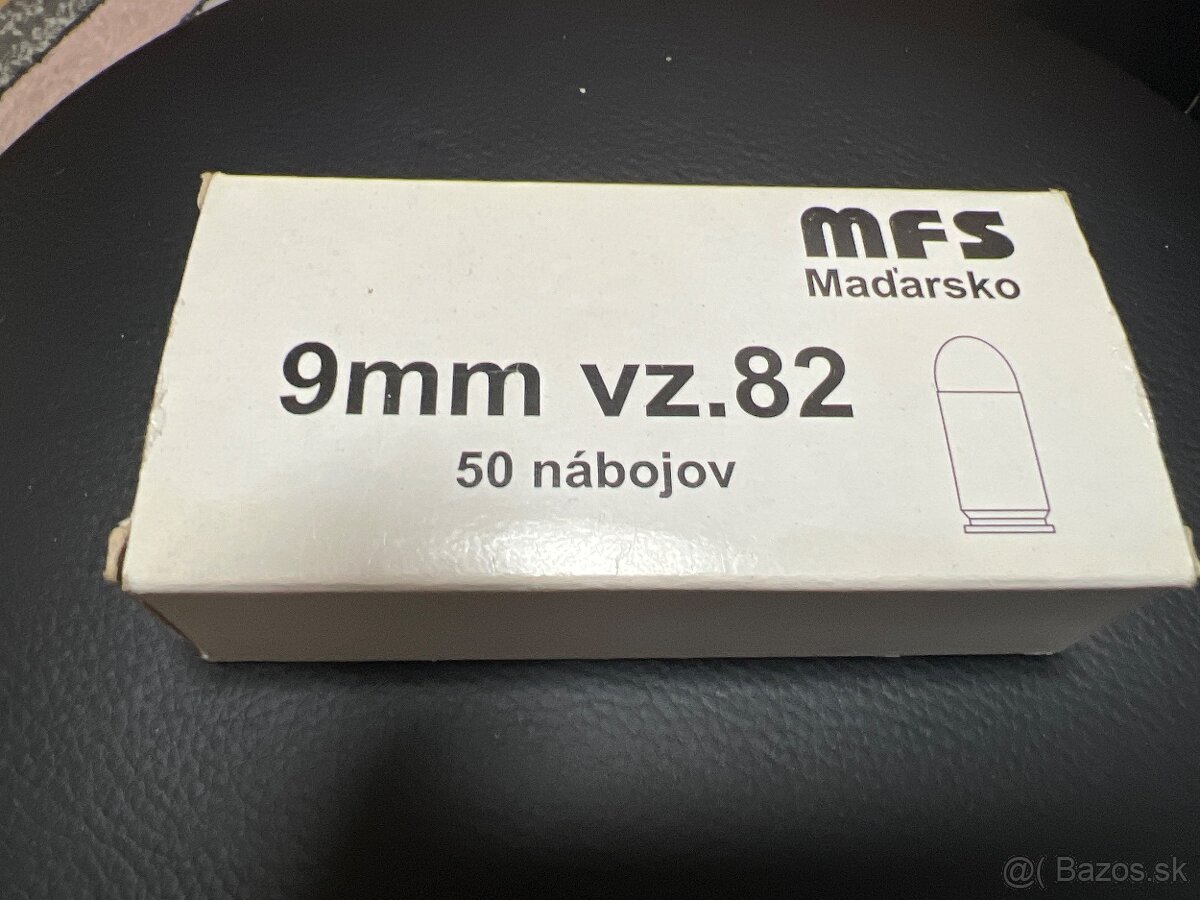 MFS
Maďarsko
9mm vz.82
50 nábojov
@( Bazos.sk